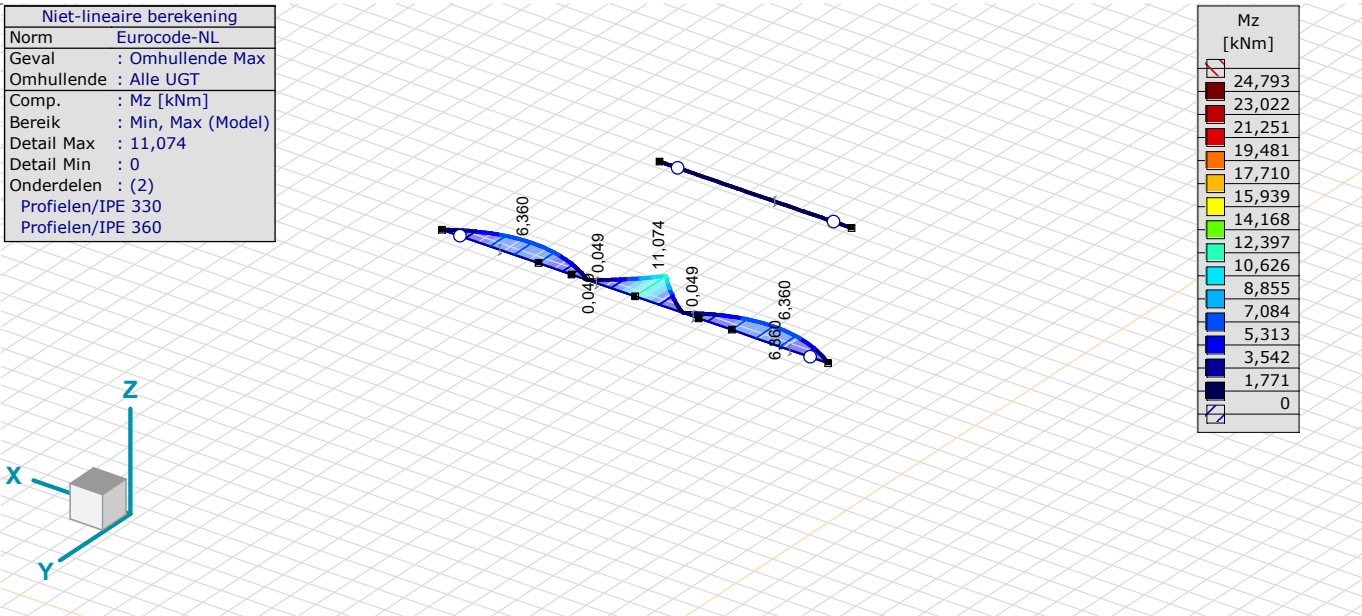 Niet-lineaire berekening
Norm Eurocode-NL
Geval : Omhullende Max
Omhullende : Alle UGT
Comp. : Mz [kNm]
Bereik : Min, Max (Model)
Detail Max : 11,074
Detail Min : 0
Onderdelen : (2)
Profielen/IPE 330
Profielen/IPE 360
6,360
0,049
0,049
11,074
0,049
6,360
6,360
Mz
[kNm]
24,793
23,022
21,251
19,481
17,710
15,939
14,168
12,397
10,626
8,855
7,084
5,313
3,542
1,771
0
Z
X
Y